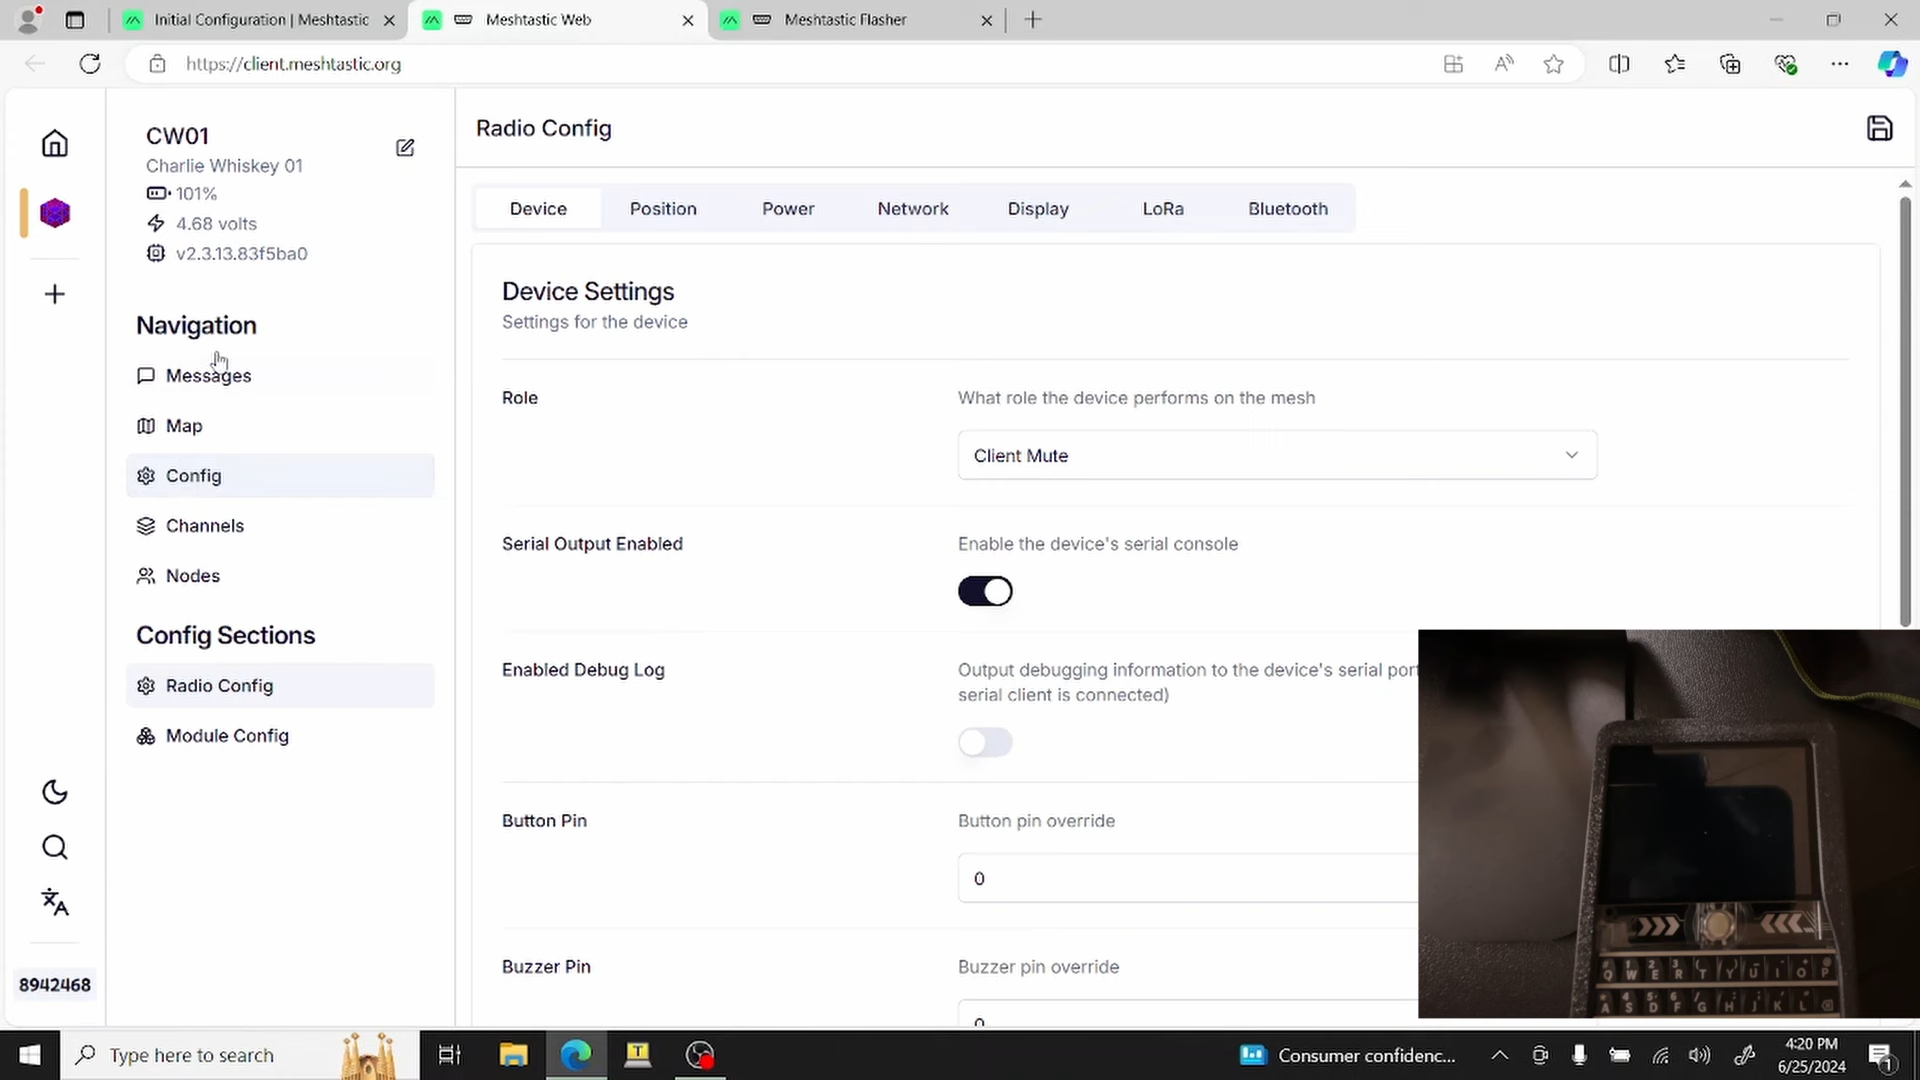 Initial Configuration | Meshtastic
Meshtastic Web
Meshtastic Flasher
https://client.meshtastic.org
CW01
Charlie Whiskey 01
101%
4.68 volts
v2.3.13.83f5ba0
Navigation
Messages
Map
Config
Channels
Nodes
Config Sections
Radio Config
Module Config
8942468
Radio Config
Device Position Power Network Display LoRa Bluetooth
Device Settings
Settings for the device
Role
What role the device performs on the mesh
Client Mute
Serial Output Enabled
Enable the device's serial console
Enabled Debug Log
Output debugging information to the device's serial port
serial client is connected)
Button Pin
Button pin override
0
Buzzer Pin
Buzzer pin override
0
Q W E R T Y U I O P
A S D F G H J K L
Type here to search
Consumer confidenc...
4:20 PM
6/25/2024
1